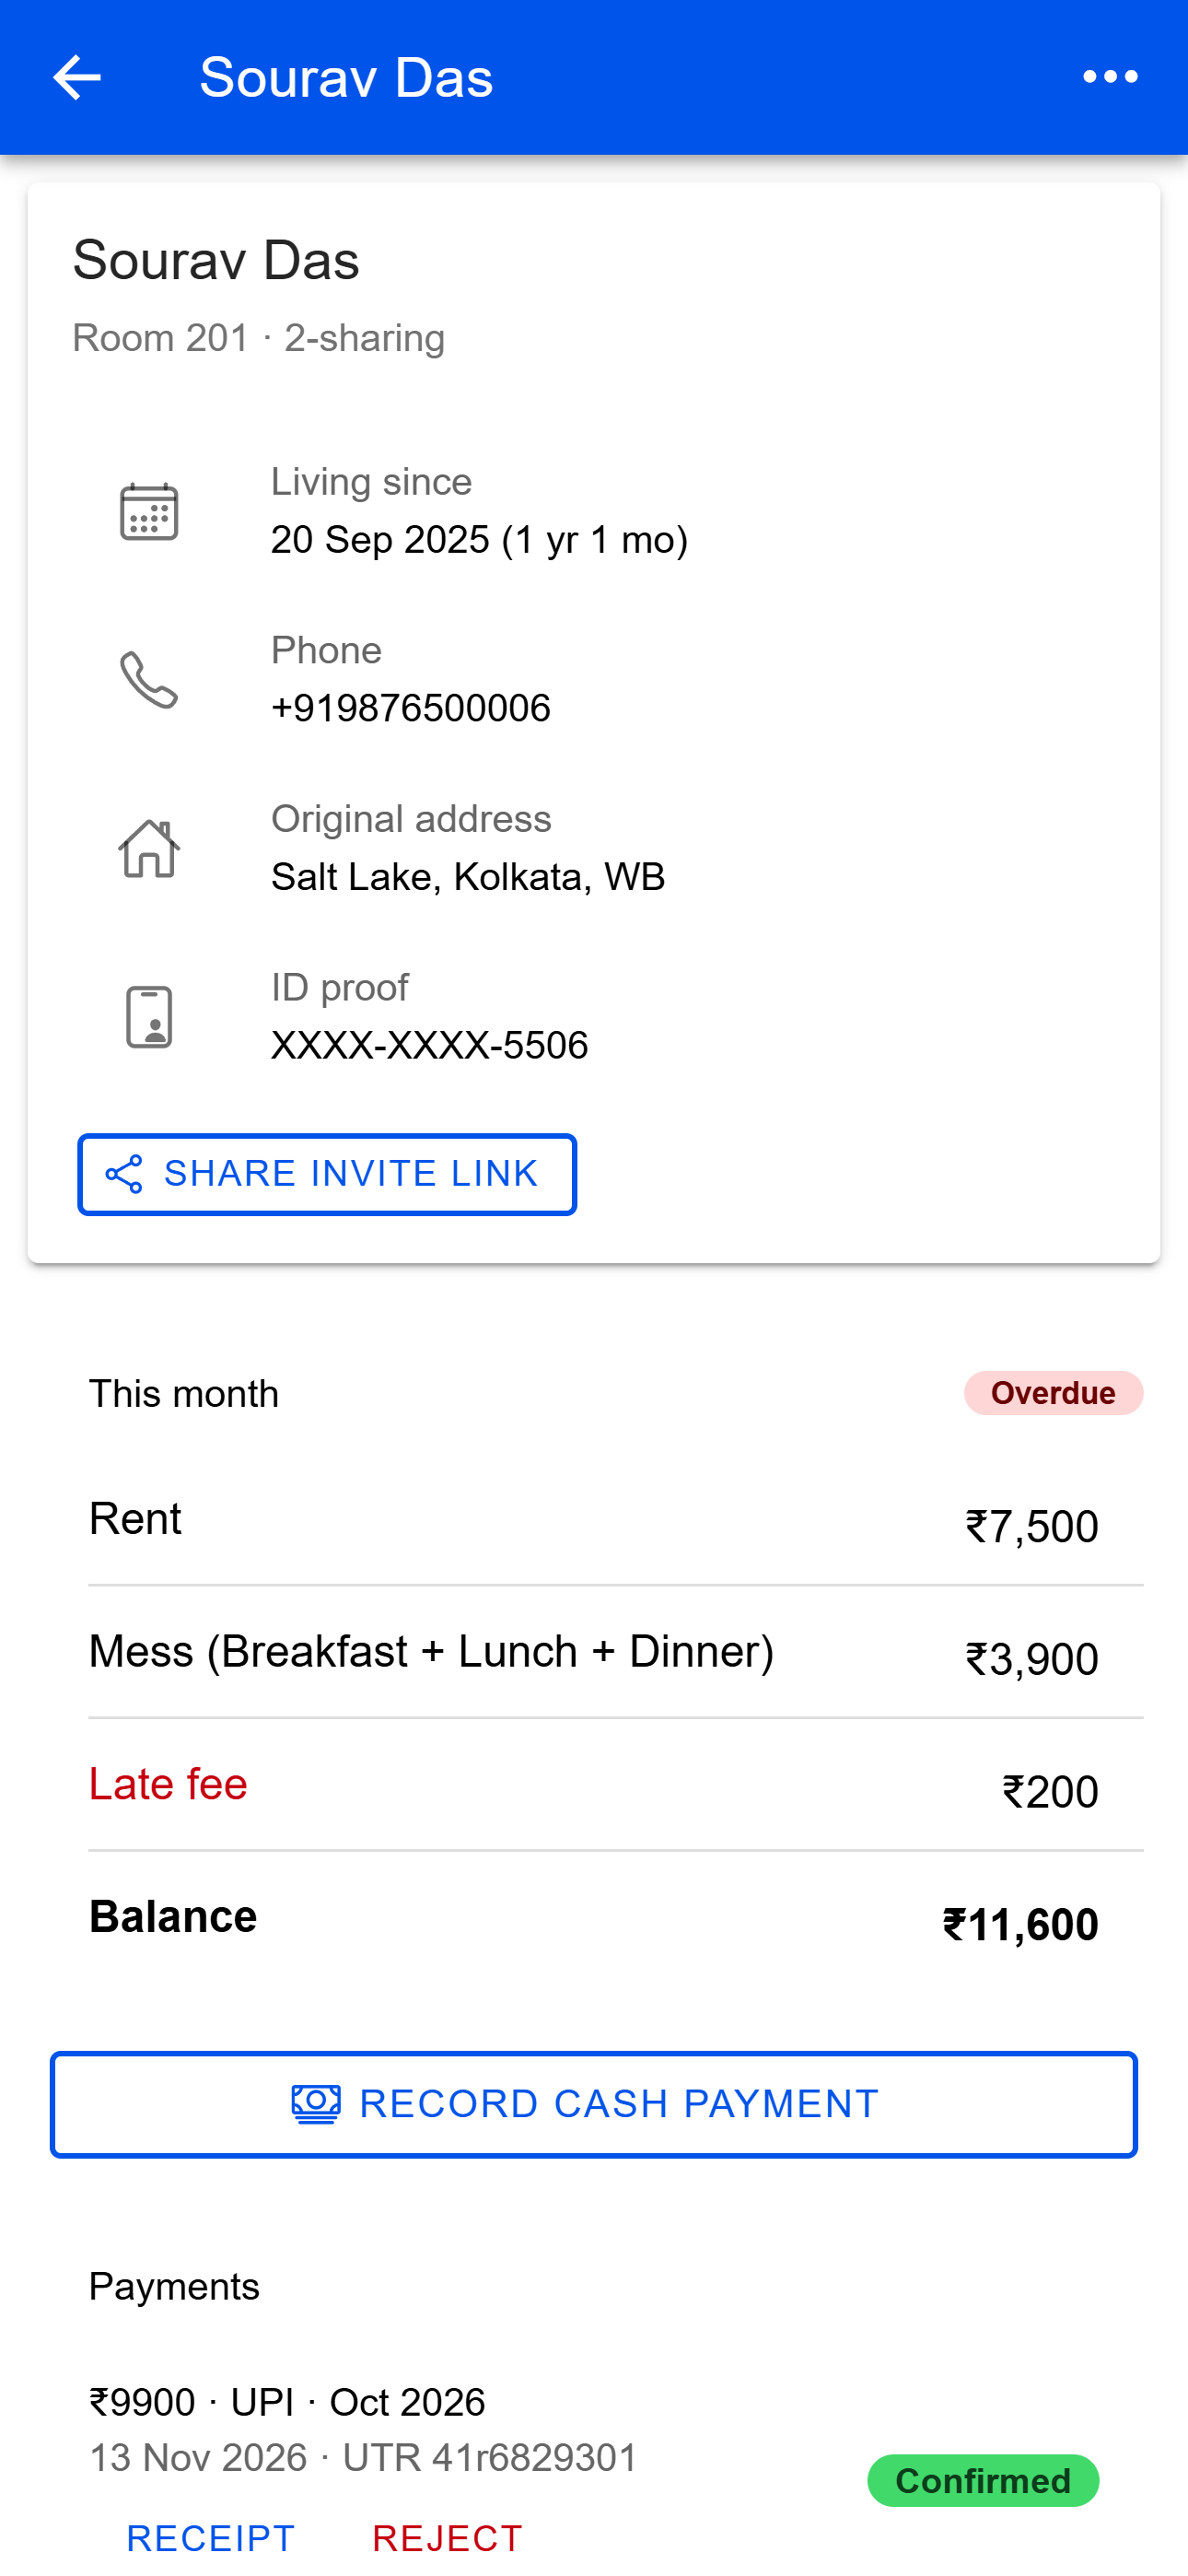 Sourav Das
Sourav Das
Room 201 · 2-sharing
Living since
20 Sep 2025 (1 yr 1 mo)
Phone
+919876500006
Original address
Salt Lake, Kolkata, WB
ID proof
XXXX-XXXX-5506
SHARE INVITE LINK
This month Overdue
Rent ₹7,500
Mess (Breakfast + Lunch + Dinner) ₹3,900
Late fee ₹200
Balance ₹11,600
RECORD CASH PAYMENT
Payments
₹9900 · UPI · Oct 2026
13 Nov 2026 · UTR 41r6829301
Confirmed
RECEIPT REJECT